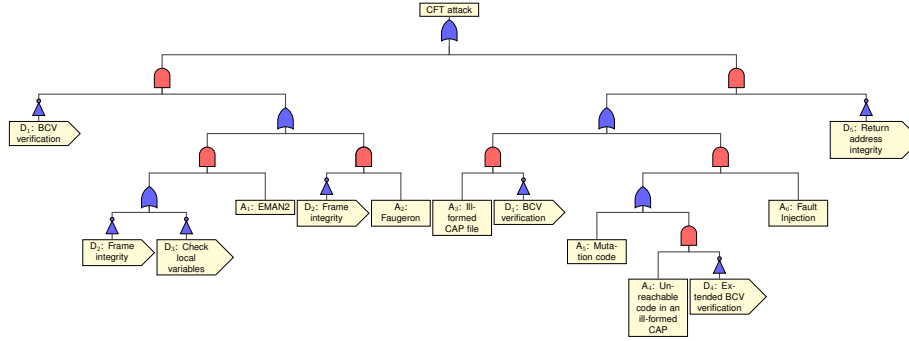 CFT attack
D₁: BCV
verification
D₅: Return
address
integrity
A₁: EMAN2
D₂: Frame
integrity
A₂:
Faugeron
A₃: Ill-
formed
CAP file
D₁: BCV
verification
A₆: Fault
Injection
D₂: Frame
integrity
D₃: Check
local
variables
A₅: Muta-
tion code
A₄: Un-
reachable
code in an
ill-formed
CAP
D₄: Ex-
tended BCV
verification